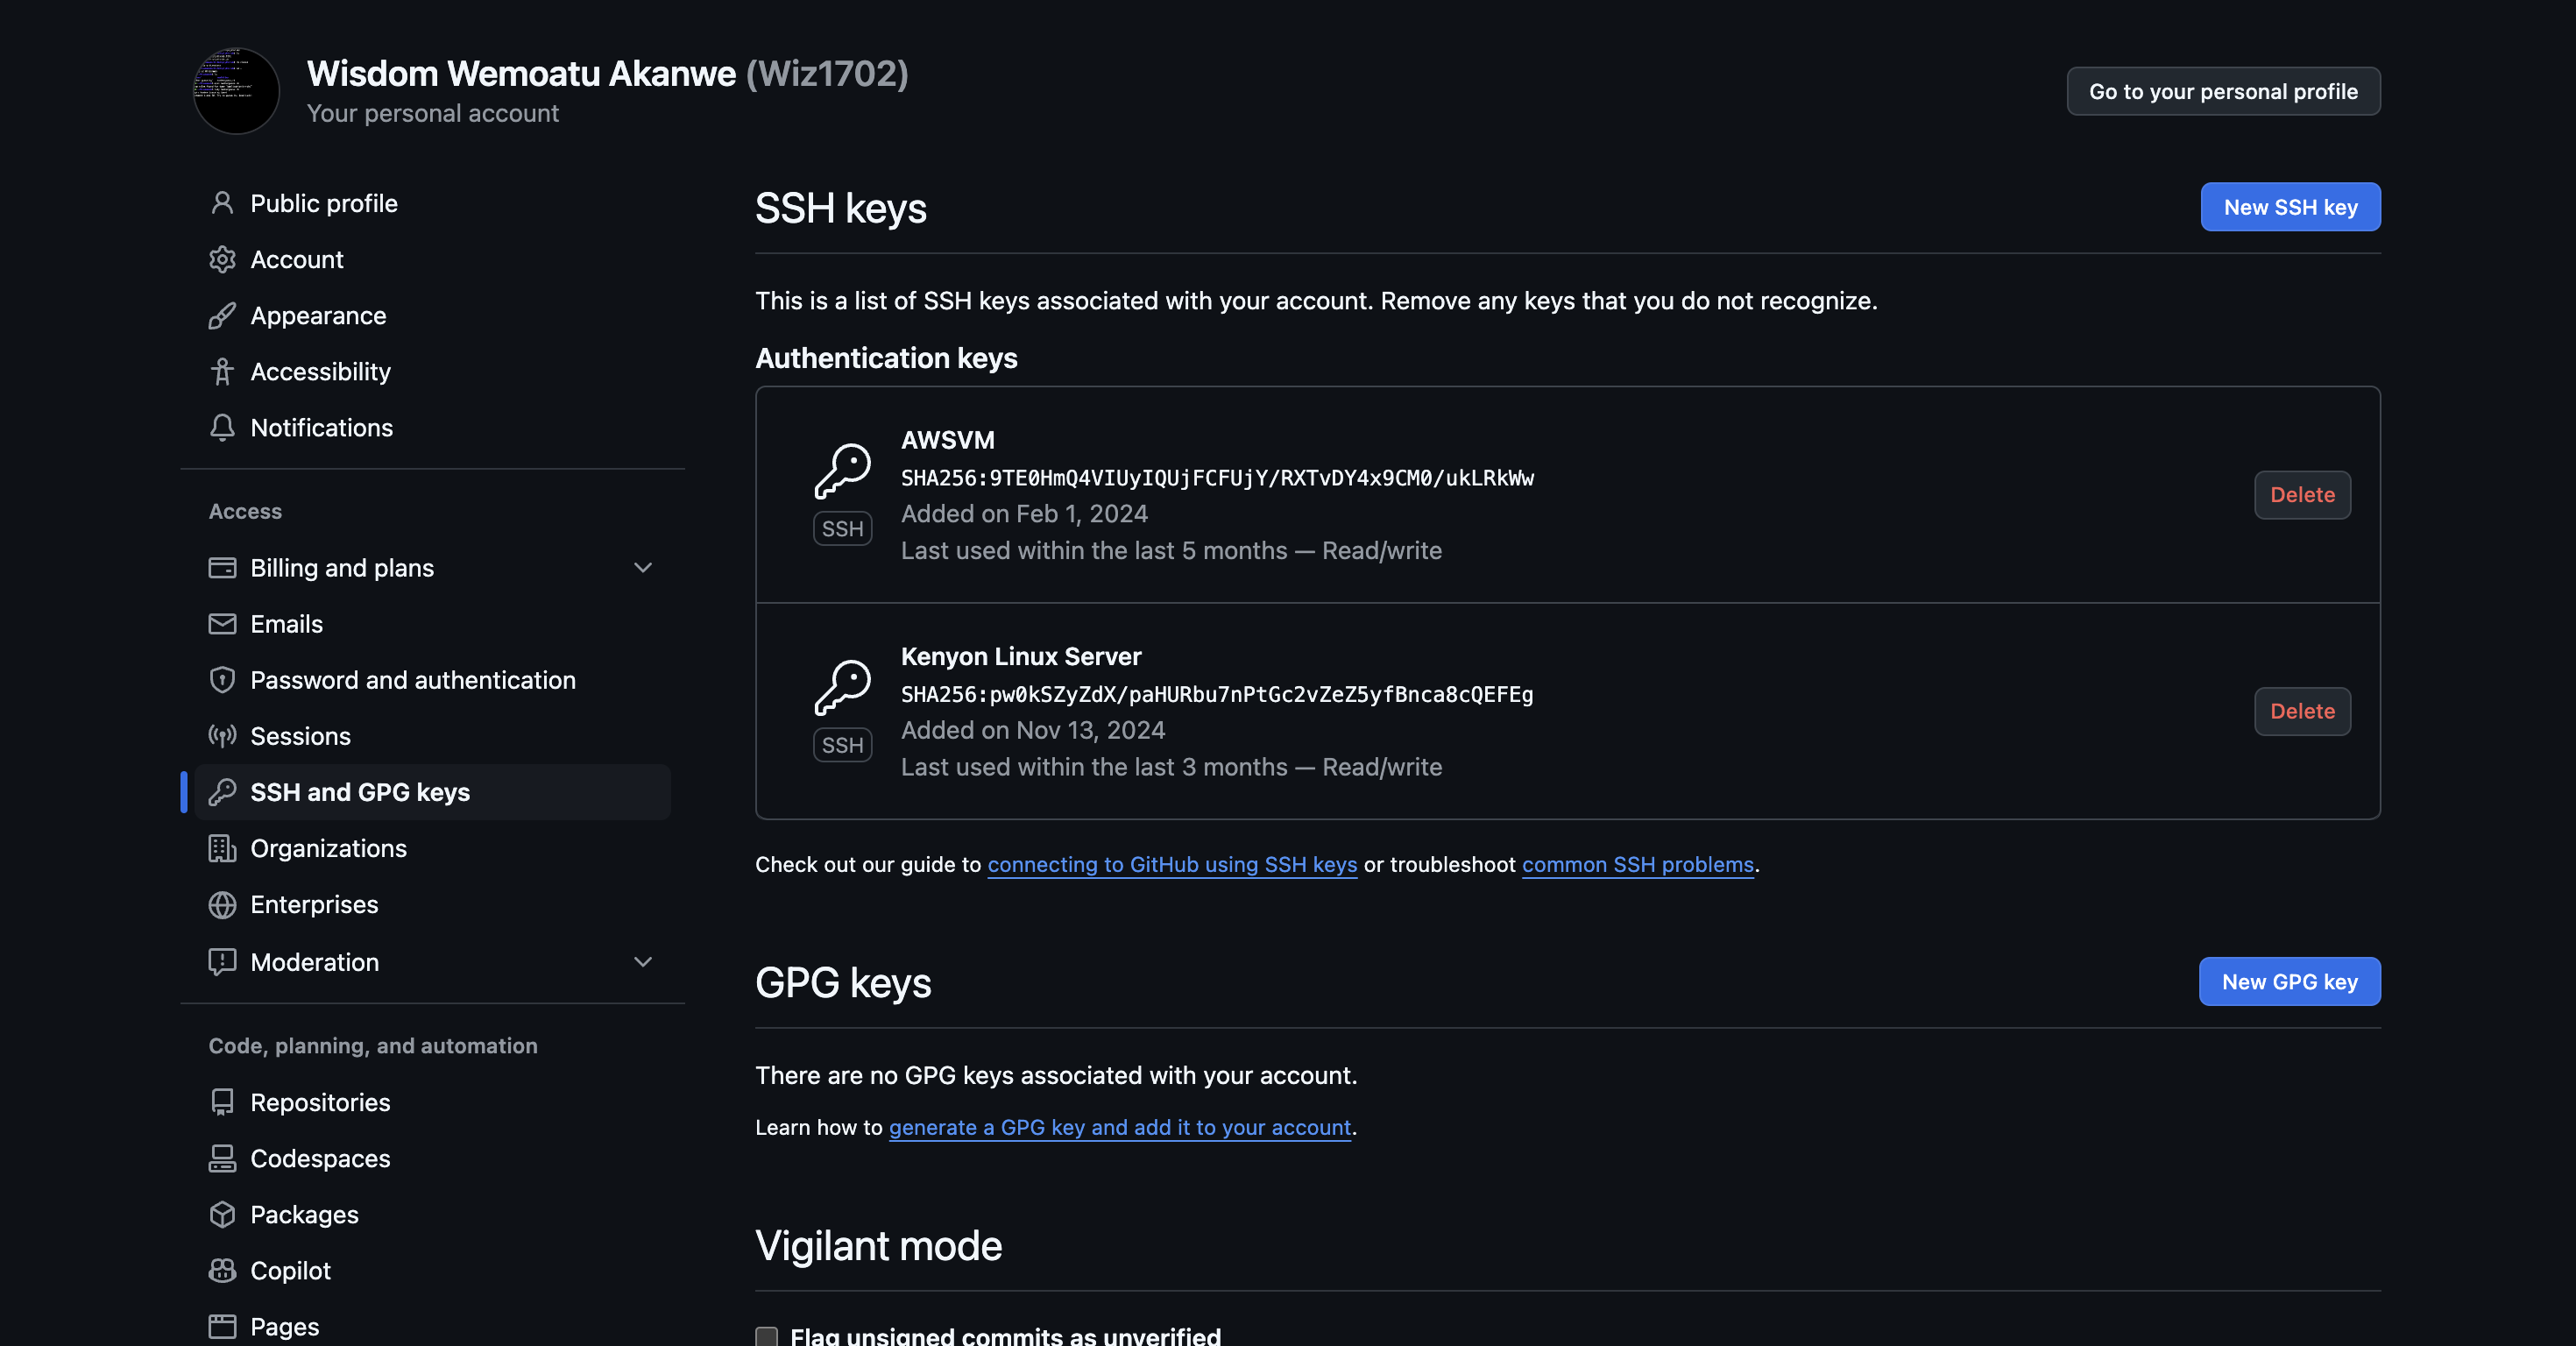 Wisdom Wemoatu Akanwe (Wiz1702)
Your personal account
Go to your personal profile
Public profile
Account
Appearance
Accessibility
Notifications
Access
Billing and plans
Emails
Password and authentication
Sessions
SSH and GPG keys
Organizations
Enterprises
Moderation
Code, planning, and automation
Repositories
Codespaces
Packages
Copilot
Pages
SSH keys
New SSH key
This is a list of SSH keys associated with your account. Remove any keys that you do not recognize.
Authentication keys
AWSVM
SHA256:9TE0HmQ4VIUyIQUjFCFUjY/RXTvDY4x9CM0/ukLRkWw
Added on Feb 1, 2024
Last used within the last 5 months — Read/write
SSH
Delete
Kenyon Linux Server
SHA256:pw0kSZyZdX/paHURbu7nPtGc2vZeZ5yfBnca8cQEFEg
Added on Nov 13, 2024
Last used within the last 3 months — Read/write
SSH
Delete
Check out our guide to connecting to GitHub using SSH keys or troubleshoot common SSH problems.
GPG keys
New GPG key
There are no GPG keys associated with your account.
Learn how to generate a GPG key and add it to your account.
Vigilant mode
Flag unsigned commits as unverified